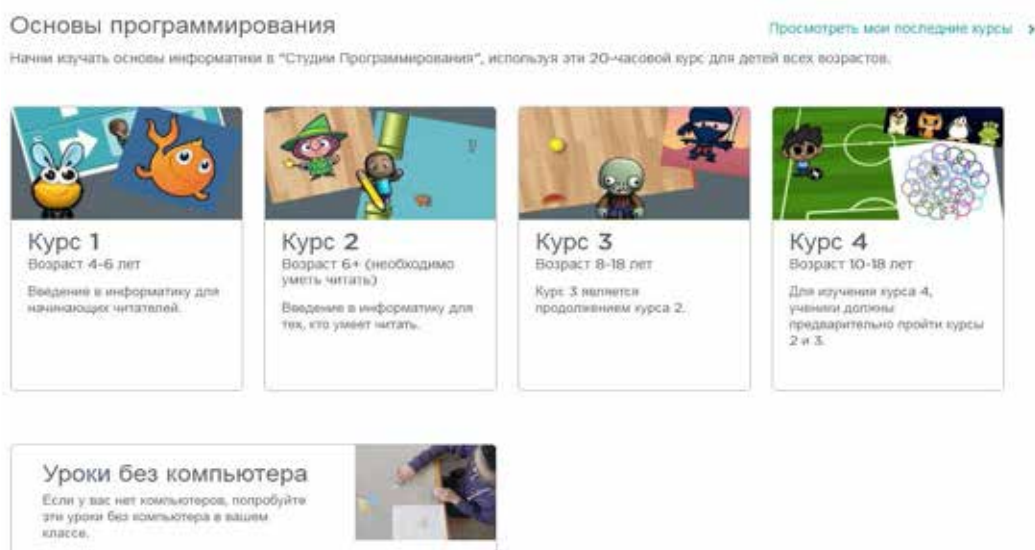 Основы программирования
Просмотреть мои последние курсы >
Начни изучать основы информатики в "Студии Программирования", используя эти 20-часовой курс для детей всех возрастов.
Курс 1
Возраст 4-6 лет
Введение в информатику для
начинающих читателей.
Курс 2
Возраст 6+ (необходимо
уметь читать)
Введение в информатику для
тех, кто умеет читать.
Курс 3
Возраст 8-18 лет
Курс 3 является
продолжением курса 2.
Курс 4
Возраст 10-18 лет
Для изучения курса 4,
ученики должны
предварительно пройти курсы
2 и 3.
Уроки без компьютера
Если у вас нет компьютеров, попробуйте
эти уроки без компьютера в вашем
классе.